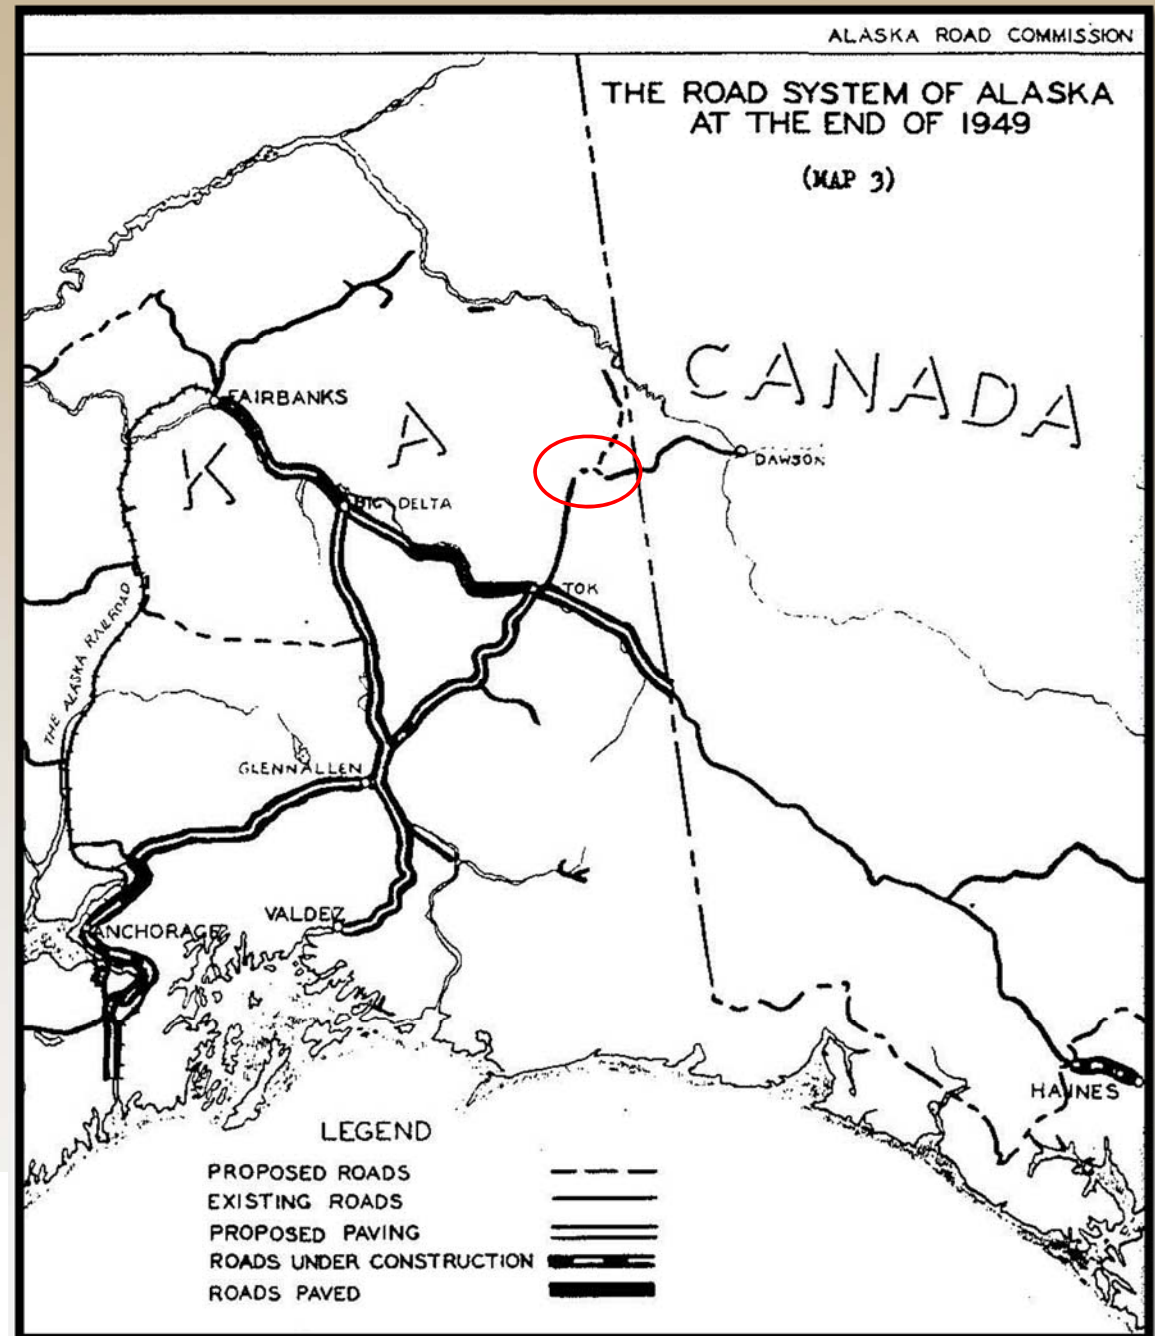 ALASKA ROAD COMMISSION
THE ROAD SYSTEM OF ALASKA
AT THE END OF 1949
(MAP 3)
CANADA
FAIRBANKS
A
K
DAWSON
BIG DELTA
TOK
THE ALASKA RAILROAD
GLENNALLEN
VALDEZ
ANCHORAGE
HAINES
LEGEND
PROPOSED ROADS
EXISTING ROADS
PROPOSED PAVING
ROADS UNDER CONSTRUCTION
ROADS PAVED